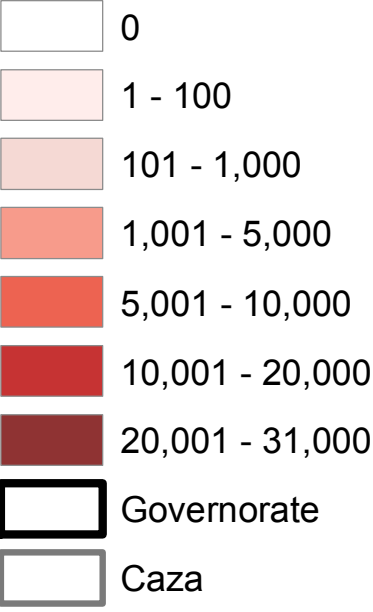 0
1 - 100
101 - 1,000
1,001 - 5,000
5,001 - 10,000
10,001 - 20,000
20,001 - 31,000
Governorate
Caza